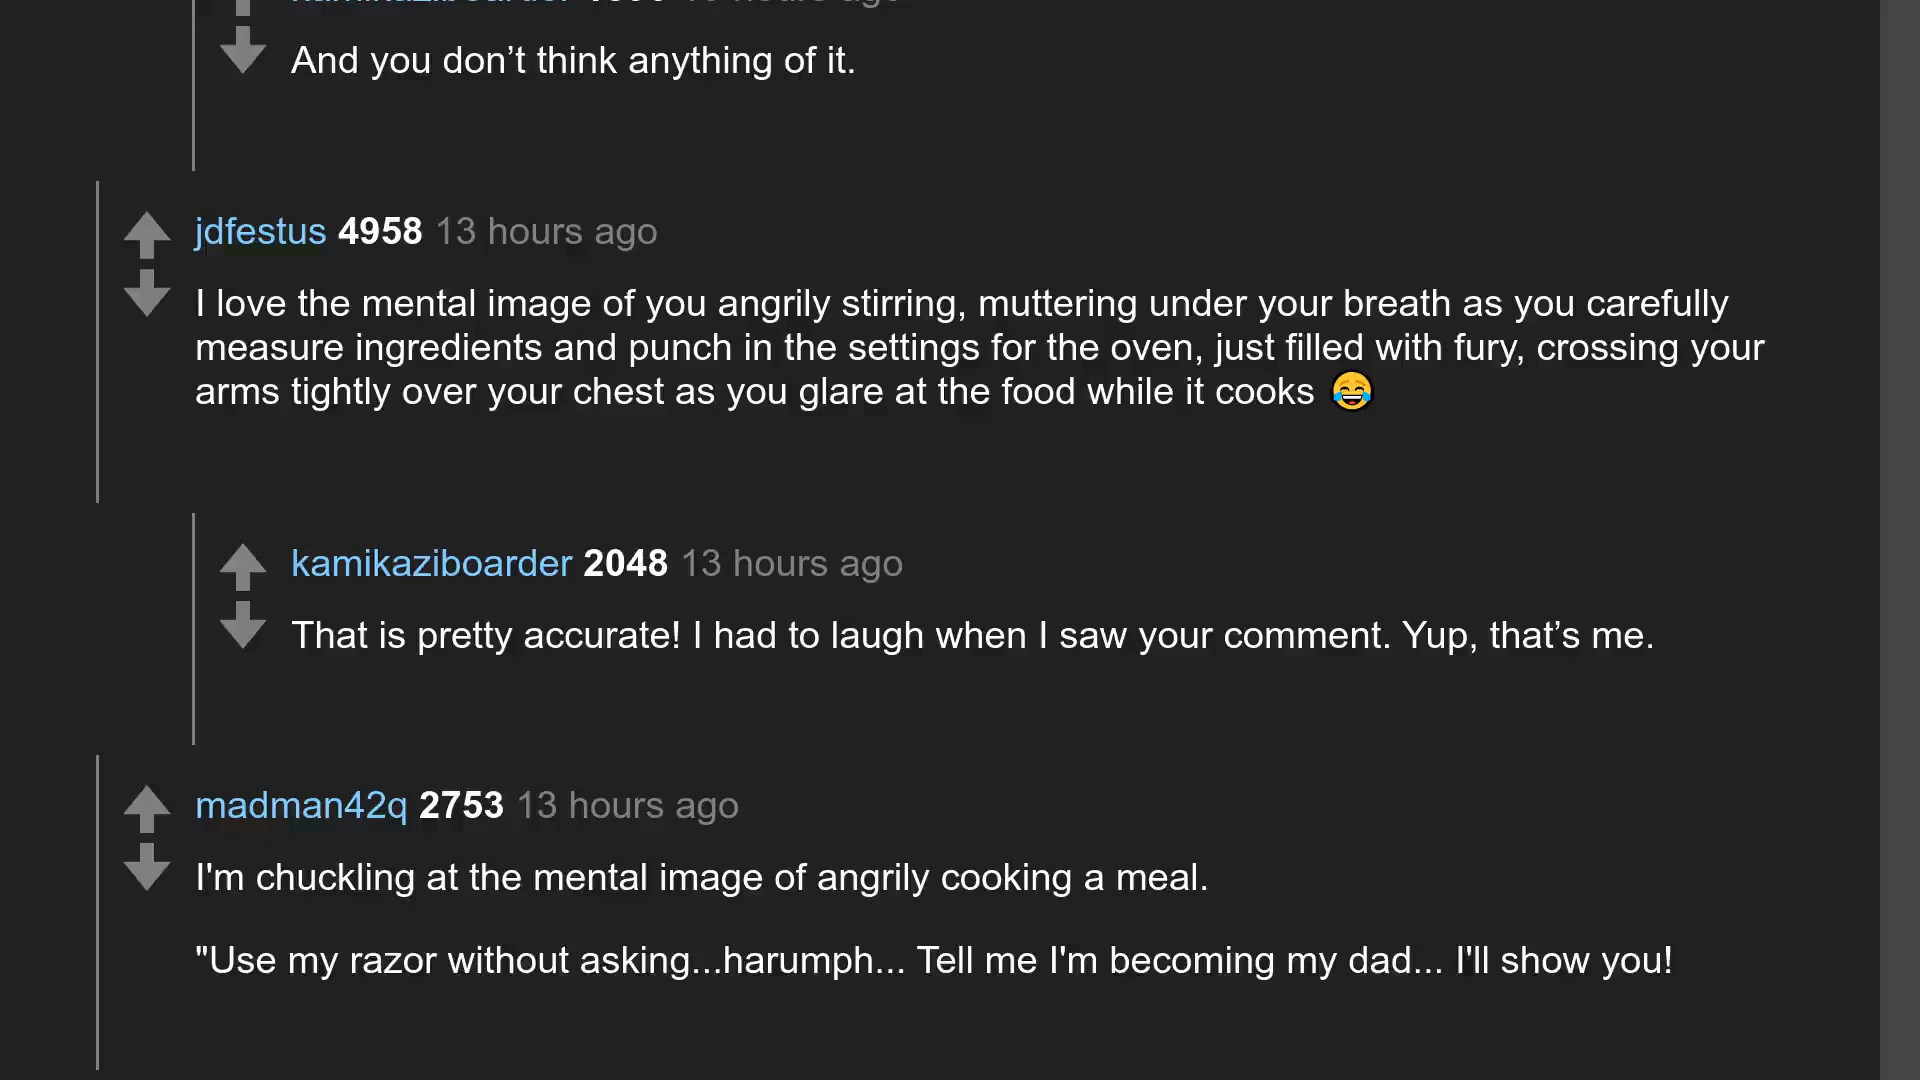 And you don’t think anything of it.
jdfestus 4958 13 hours ago
I love the mental image of you angrily stirring, muttering under your breath as you carefully
measure ingredients and punch in the settings for the oven, just filled with fury, crossing your
arms tightly over your chest as you glare at the food while it cooks 😂
kamikaziboarder 2048 13 hours ago
That is pretty accurate! I had to laugh when I saw your comment. Yup, that’s me.
madman42q 2753 13 hours ago
I'm chuckling at the mental image of angrily cooking a meal.
"Use my razor without asking...harumph... Tell me I'm becoming my dad... I'll show you!